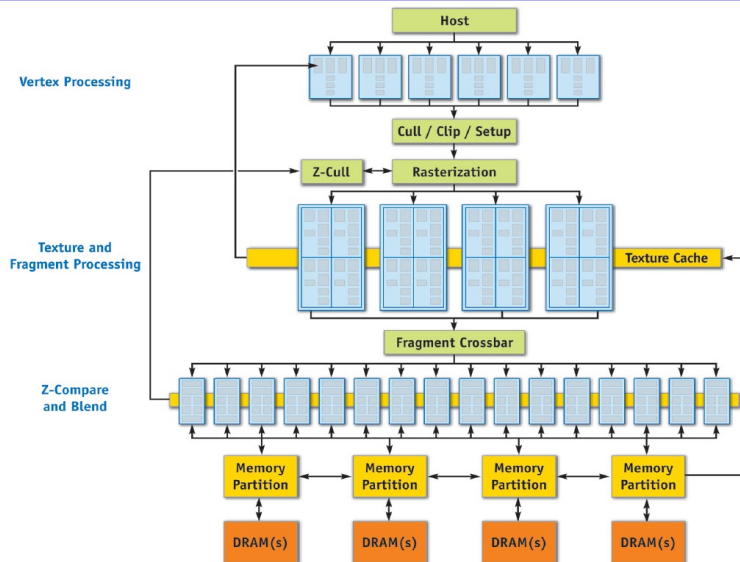 Host
Vertex Processing
Cull / Clip / Setup
Z-Cull
Rasterization
Texture and
Fragment Processing
Texture Cache
Fragment Crossbar
Z-Compare
and Blend
Memory
Partition
Memory
Partition
Memory
Partition
Memory
Partition
DRAM(s)
DRAM(s)
DRAM(s)
DRAM(s)